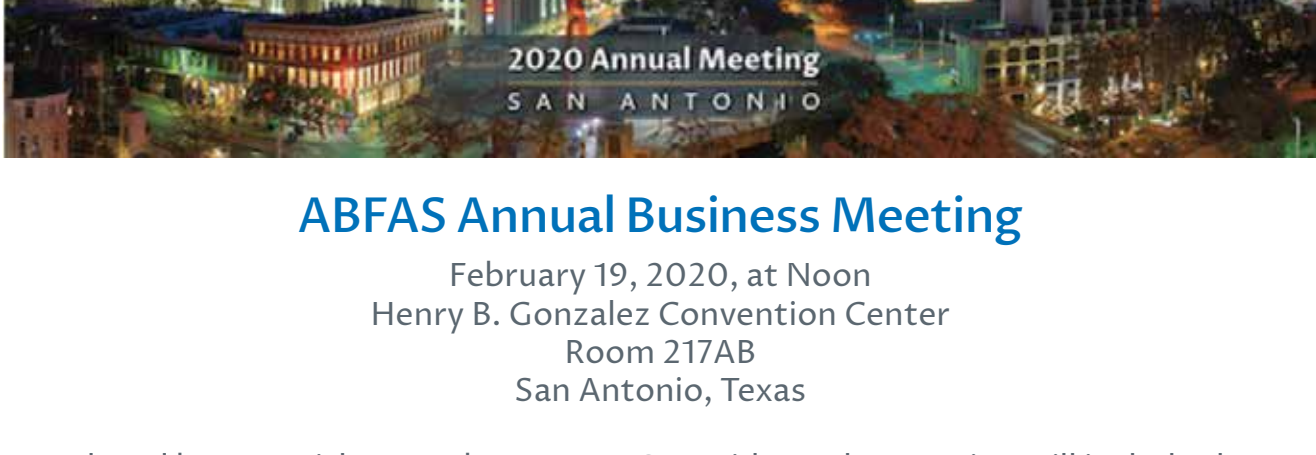 2020 Annual Meeting
SAN ANTONIO
ABFAS Annual Business Meeting
February 19, 2020, at Noon
Henry B. Gonzalez Convention Center
Room 217AB
San Antonio, Texas